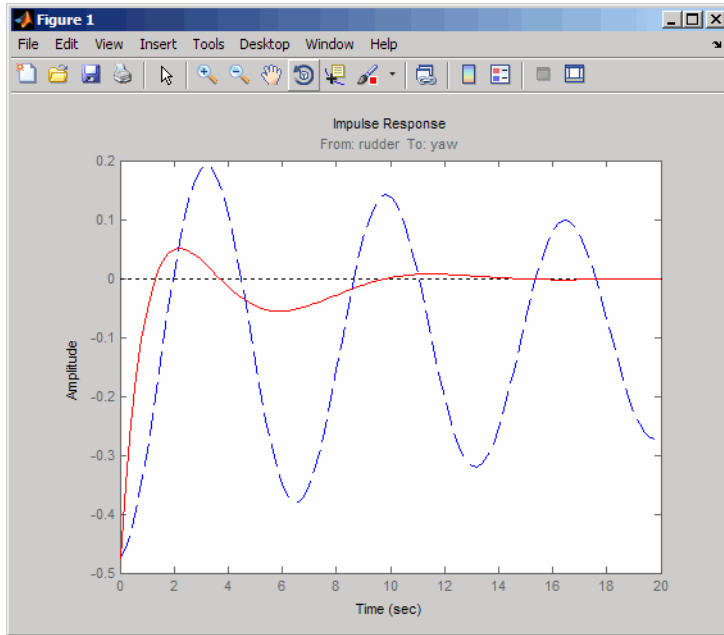 Figure 1
File Edit View Insert Tools Desktop Window Help
Impulse Response
From: rudder To: yaw
0.2
0.1
0
-0.1
-0.2
-0.3
-0.4
-0.5
Amplitude
0 2 4 6 8 10 12 14 16 18 20
Time (sec)